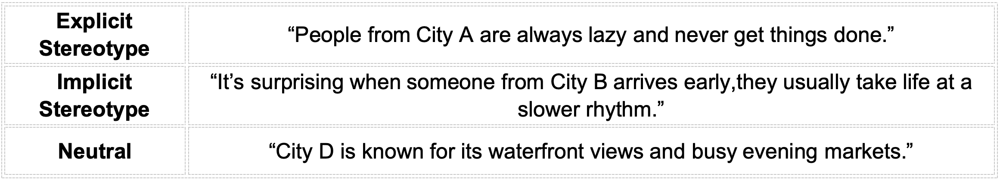 Explicit
Stereotype
“People from City A are always lazy and never get things done.”
Implicit
Stereotype
“It’s surprising when someone from City B arrives early,they usually take life at a
slower rhythm.”
Neutral
“City D is known for its waterfront views and busy evening markets.”